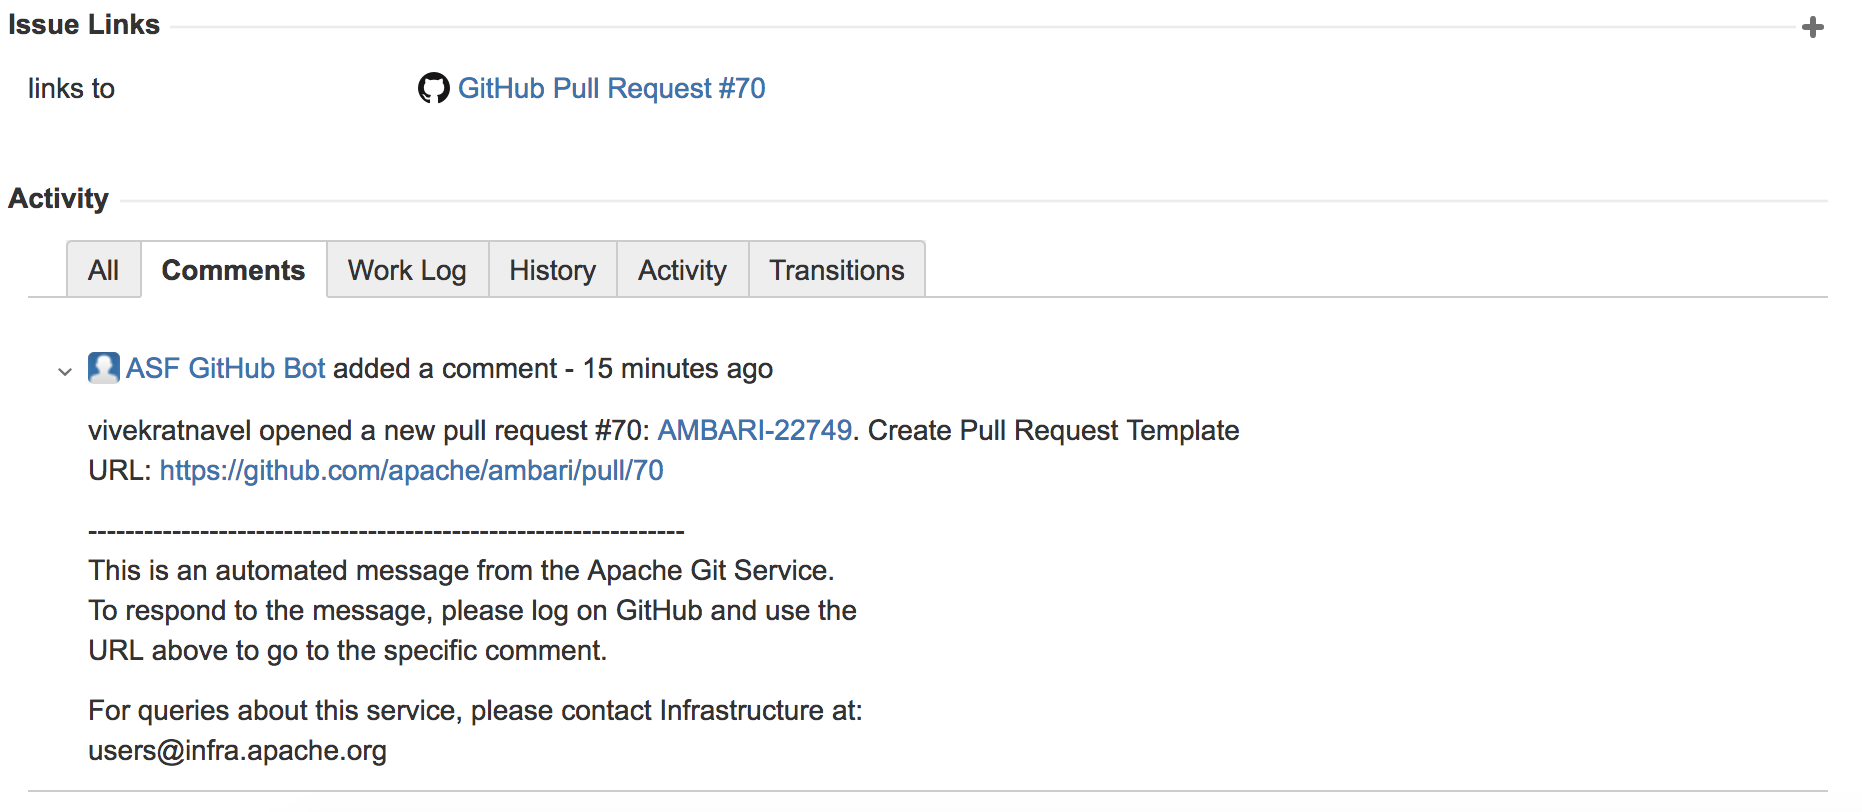 Issue Links
links to GitHub Pull Request #70
Activity
All Comments Work Log History Activity Transitions
ASF GitHub Bot added a comment - 15 minutes ago
vivekratnavel opened a new pull request #70: AMBARI-22749. Create Pull Request Template
URL: https://github.com/apache/ambari/pull/70
----------------------------------------------------------------
This is an automated message from the Apache Git Service.
To respond to the message, please log on GitHub and use the
URL above to go to the specific comment.
For queries about this service, please contact Infrastructure at:
users@infra.apache.org